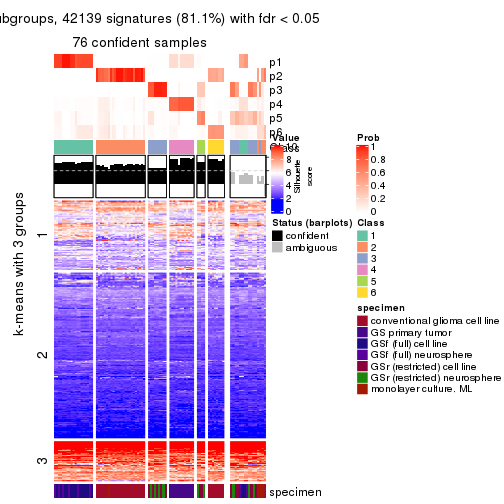 ubgroups, 42139 signatures (81.1%) with fdr < 0.05
76 confident samples
p1
p2
p3
p4
p5
p6
Class
Silhouette
score
k-means with 3 groups
1
2
3
specimen
Value
8
6
4
2
0
Prob
1
0.8
0.6
0.4
0.2
0
Status (barplots)
confident
ambiguous
Class
1
2
3
4
5
6
specimen
conventional glioma cell line
GS primary tumor
GSf (full) cell line
GSf (full) neurosphere
GSr (restricted) cell line
GSr (restricted) neurosphere
monolayer culture, ML